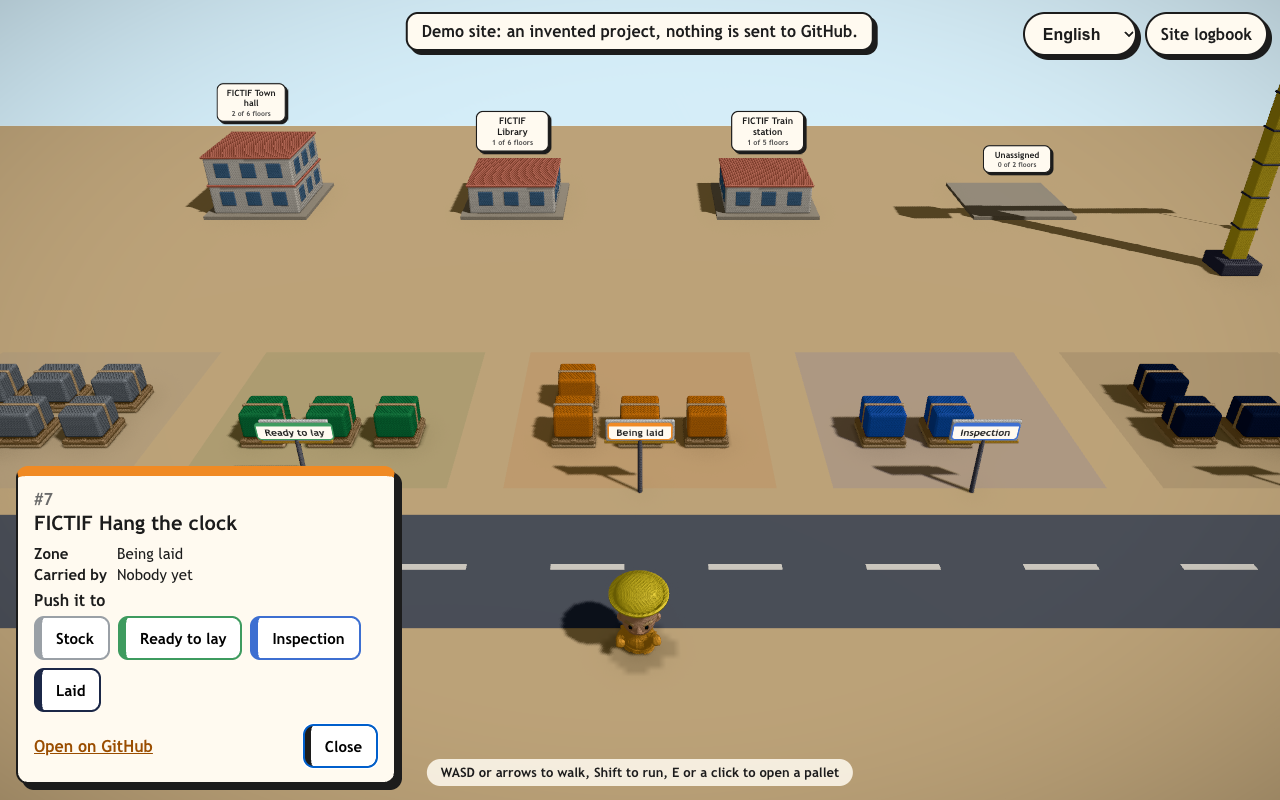 Demo site: an invented project, nothing is sent to GitHub.
English
Site logbook
FICTIF Town
hall
2 of 6 floors
FICTIF
Library
1 of 6 floors
FICTIF Train
station
1 of 5 floors
Unassigned
0 of 2 floors
Ready to lay
Being laid
Inspection
#7
FICTIF Hang the clock
Zone Being laid
Carried by Nobody yet
Push it to
Stock
Ready to lay
Inspection
Laid
Open on GitHub
Close
WASD or arrows to walk, Shift to run, E or a click to open a pallet